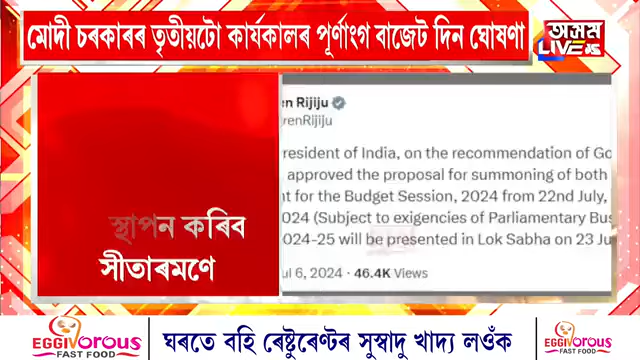 মোদী চৰকাৰৰ তৃতীয়টো কাৰ্যকালৰ পূৰ্ণাংগ বাজেট দিন ঘোষণা
অসম
LIVE 
স্থাপন কৰিব
সীতাৰমণে
en Rijiju
renRijiju
resident of India, on the recommendation of Go
approved the proposal for summoning of both
nt for the Budget Session, 2024 from 22nd July,
2024 (Subject to exigencies of Parliamentary Bus
2024-25 will be presented in Lok Sabha on 23 Ju
ul 6, 2024 · 46.4K Views
EGGIVOROUS
FAST FOOD
ঘৰতে বহি ৰেষ্টুৰেণ্টৰ সুস্বাদু খাদ্য লওঁক
EGGIVOROUS
FAST FOOD